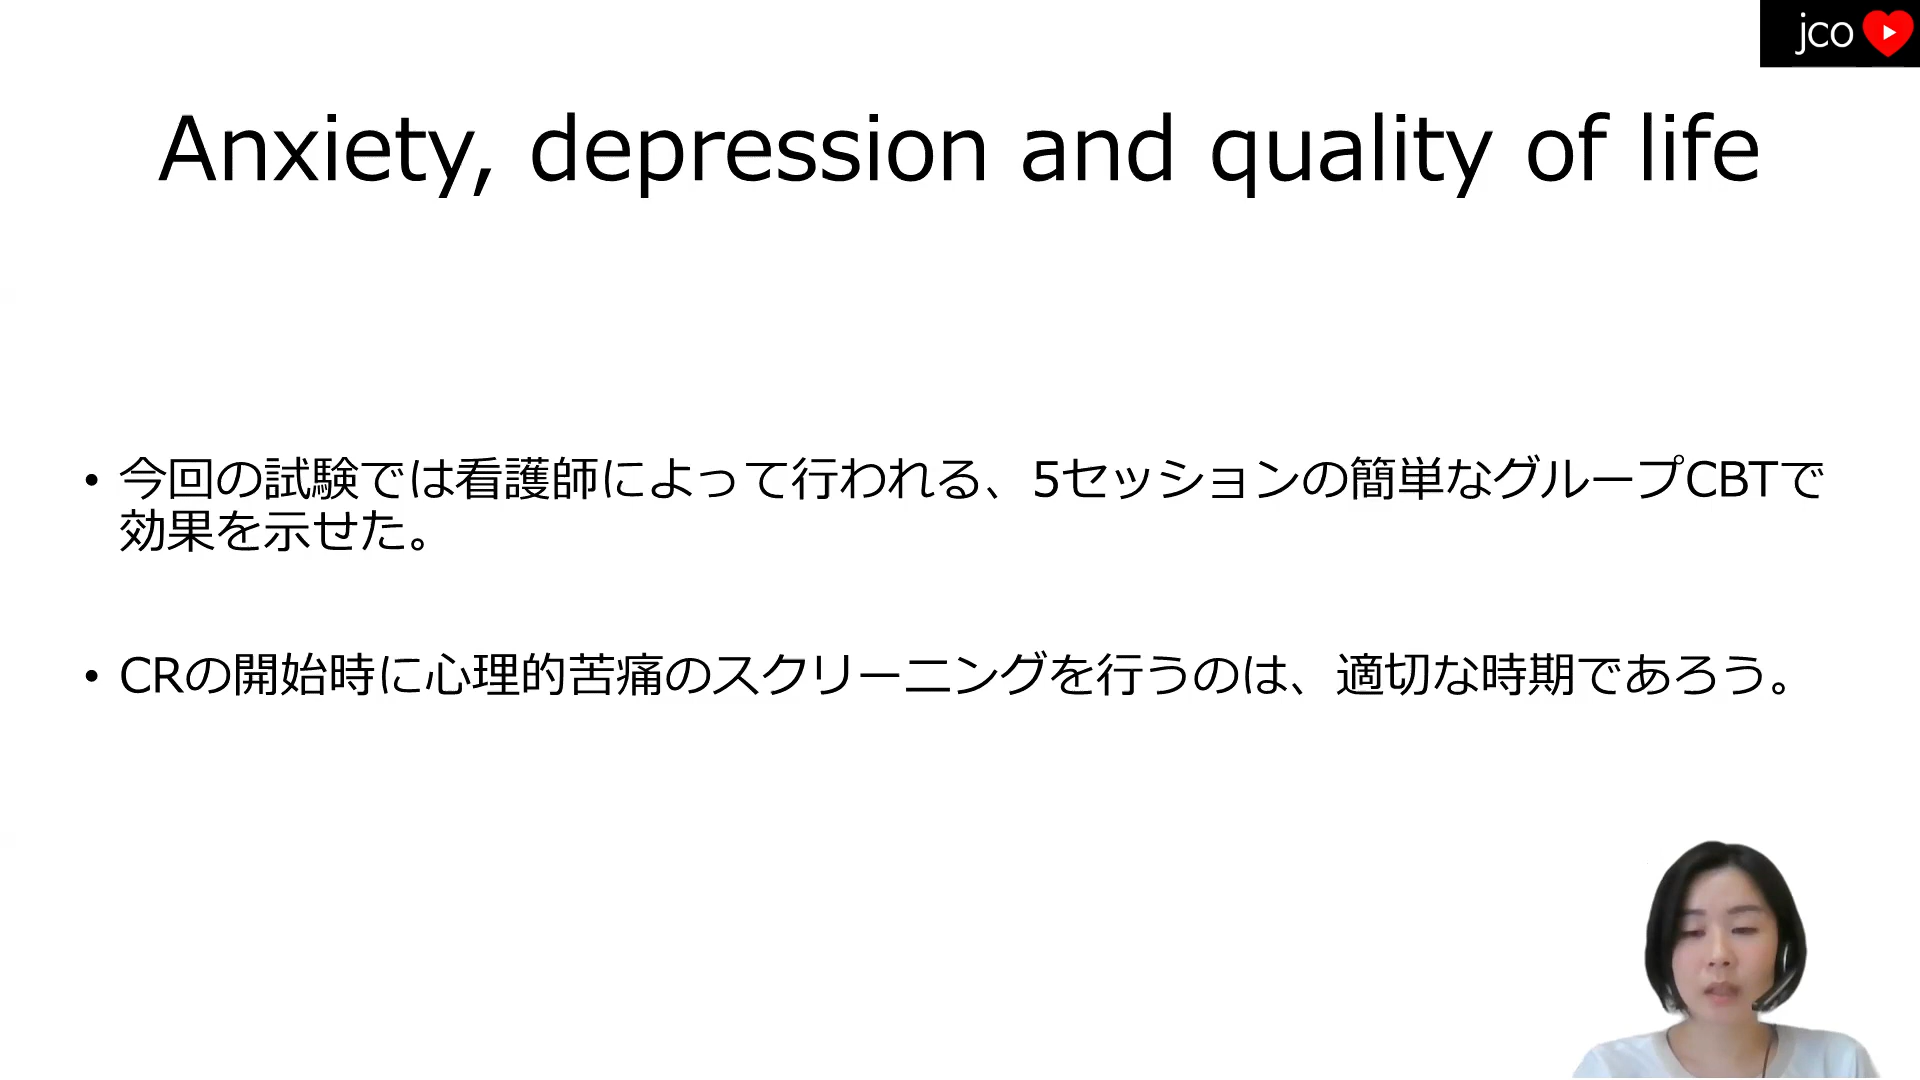 jco
Anxiety, depression and quality of life
• 今回の試験では看護師によって行われる、5セッションの簡単なグループCBTで
効果を示せた。
• CRの開始時に心理的苦痛のスクリーニングを行うのは、適切な時期であろう。